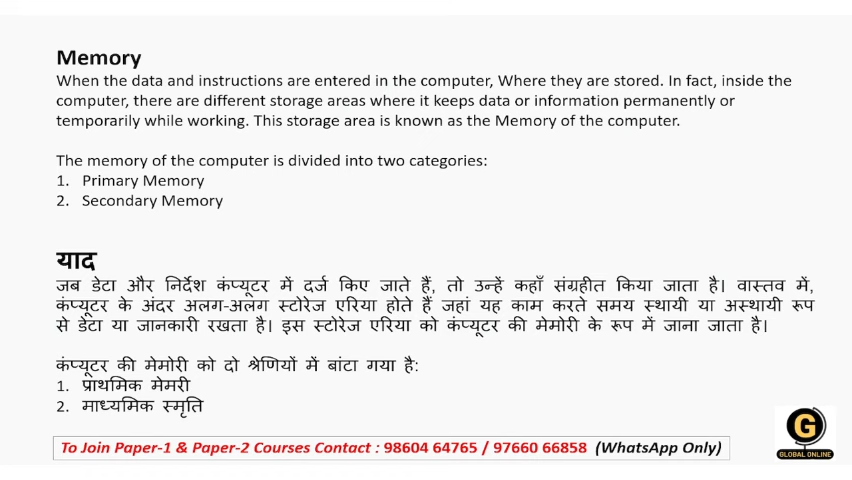 Memory
When the data and instructions are entered in the computer, Where they are stored. In fact, inside the
computer, there are different storage areas where it keeps data or information permanently or
temporarily while working. This storage area is known as the Memory of the computer.
The memory of the computer is divided into two categories:
1. Primary Memory
2. Secondary Memory
याद
जब डेटा और निर्देश कंप्यूटर में दर्ज किए जाते हैं, तो उन्हें कहाँ संग्रहीत किया जाता है। वास्तव में,
कंप्यूटर के अंदर अलग-अलग स्टोरेज एरिया होते हैं जहां यह काम करते समय स्थायी या अस्थायी रूप
से डेटा या जानकारी रखता है। इस स्टोरेज एरिया को कंप्यूटर की मेमोरी के रूप में जाना जाता है।
कंप्यूटर की मेमोरी को दो श्रेणियों में बांटा गया है:
1. प्राथमिक मेमरी
2. माध्यमिक स्मृति
To Join Paper-1 & Paper-2 Courses Contact : 98604 64765 / 97660 66858 (WhatsApp Only)
G
GLOBAL ONLINE